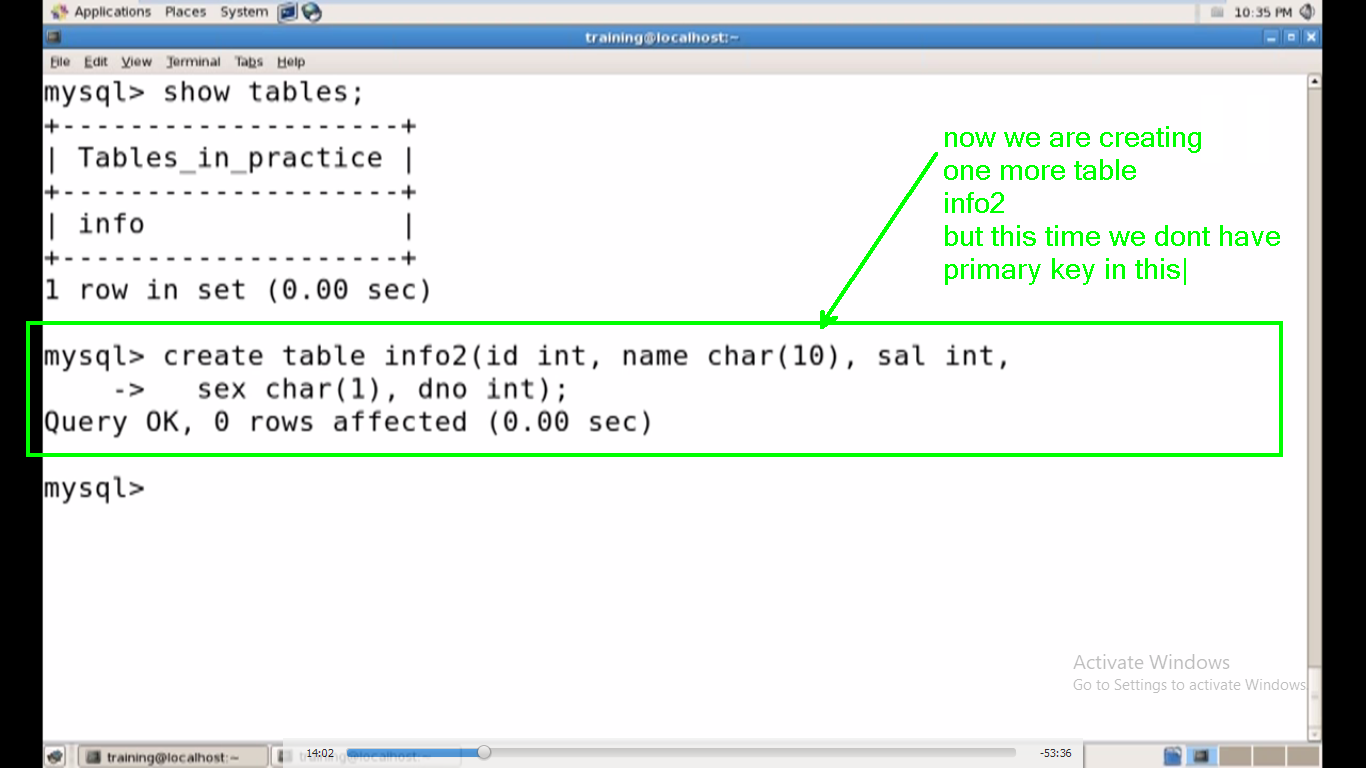 Applications Places System
10:35 PM
training@localhost:~
File Edit View Terminal Tabs Help
mysql> show tables;
+--------------------+
| Tables_in_practice |
+--------------------+
| info               |
+--------------------+
1 row in set (0.00 sec)
now we are creating
one more table
info2
but this time we dont have
primary key in this
mysql> create table info2(id int, name char(10), sal int,
    ->   sex char(1), dno int);
Query OK, 0 rows affected (0.00 sec)
mysql>
Activate Windows
Go to Settings to activate Windows.
training@localhost:~
training@localhost:~
14:02
-53:36